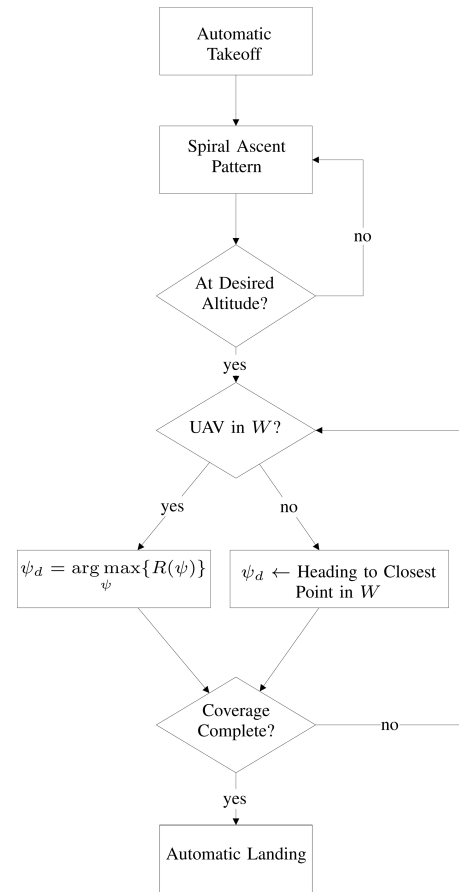 Automatic
Takeoff
Spiral Ascent
Pattern
no
At Desired
Altitude?
yes
UAV in W?
yes
no
ψ_d = arg max{R(ψ)}
ψ
ψ_d ← Heading to Closest
Point in W
Coverage
Complete?
no
yes
Automatic Landing